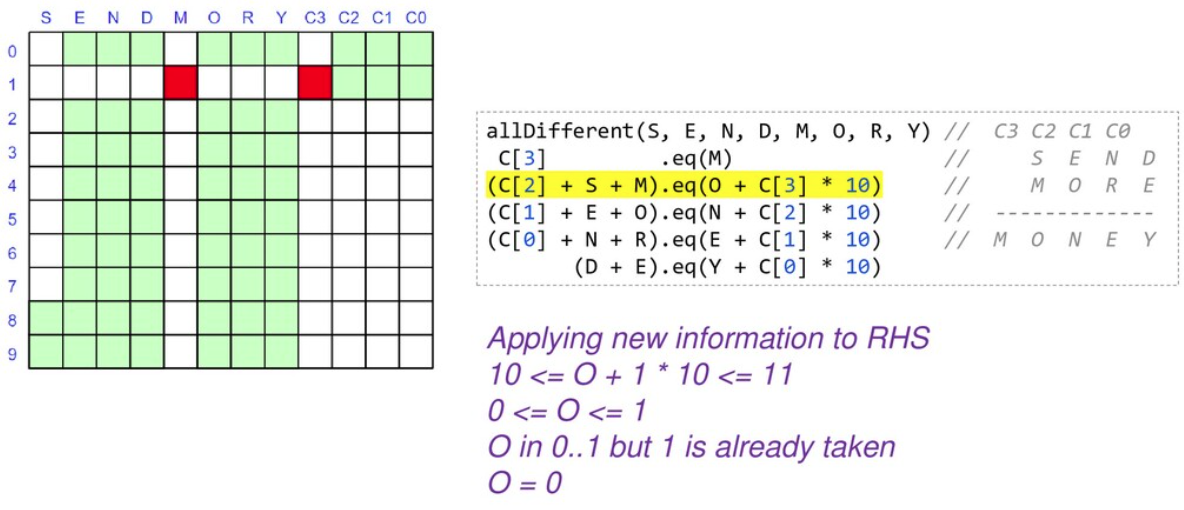 S E N D M O R Y C3 C2 C1 C0
0
1
2
3
4
5
6
7
8
9
allDifferent(S, E, N, D, M, O, R, Y) // C3 C2 C1 C0
C[3] .eq(M) // S E N D
(C[2] + S + M).eq(O + C[3] * 10) // M O R E
(C[1] + E + O).eq(N + C[2] * 10) // -------------
(C[0] + N + R).eq(E + C[1] * 10) // M O N E Y
(D + E).eq(Y + C[0] * 10)
Applying new information to RHS
10 <= O + 1 * 10 <= 11
0 <= O <= 1
O in 0..1 but 1 is already taken
O = 0